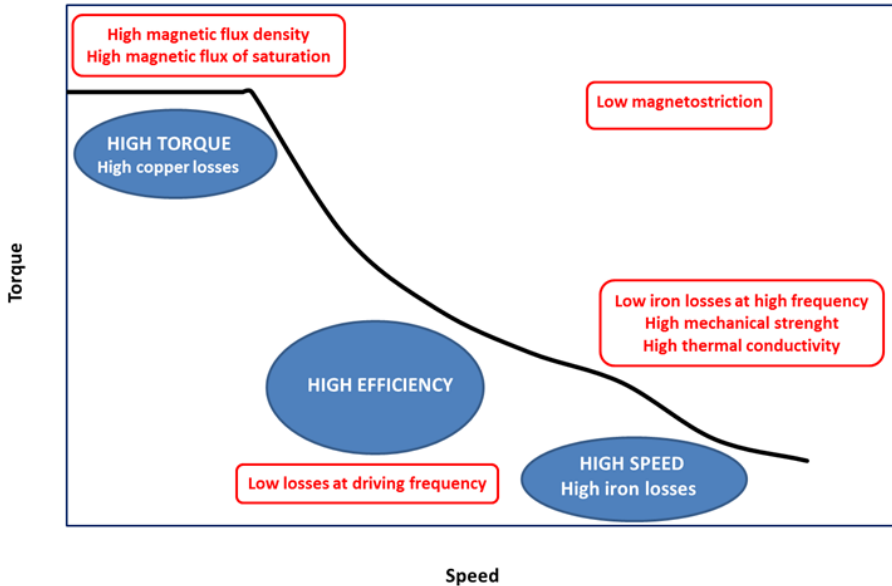 High magnetic flux density
High magnetic flux of saturation
Low magnetostriction
HIGH TORQUE
High copper losses
Torque
Low iron losses at high frequency
High mechanical strenght
High thermal conductivity
HIGH EFFICIENCY
Low losses at driving frequency
HIGH SPEED
High iron losses
Speed